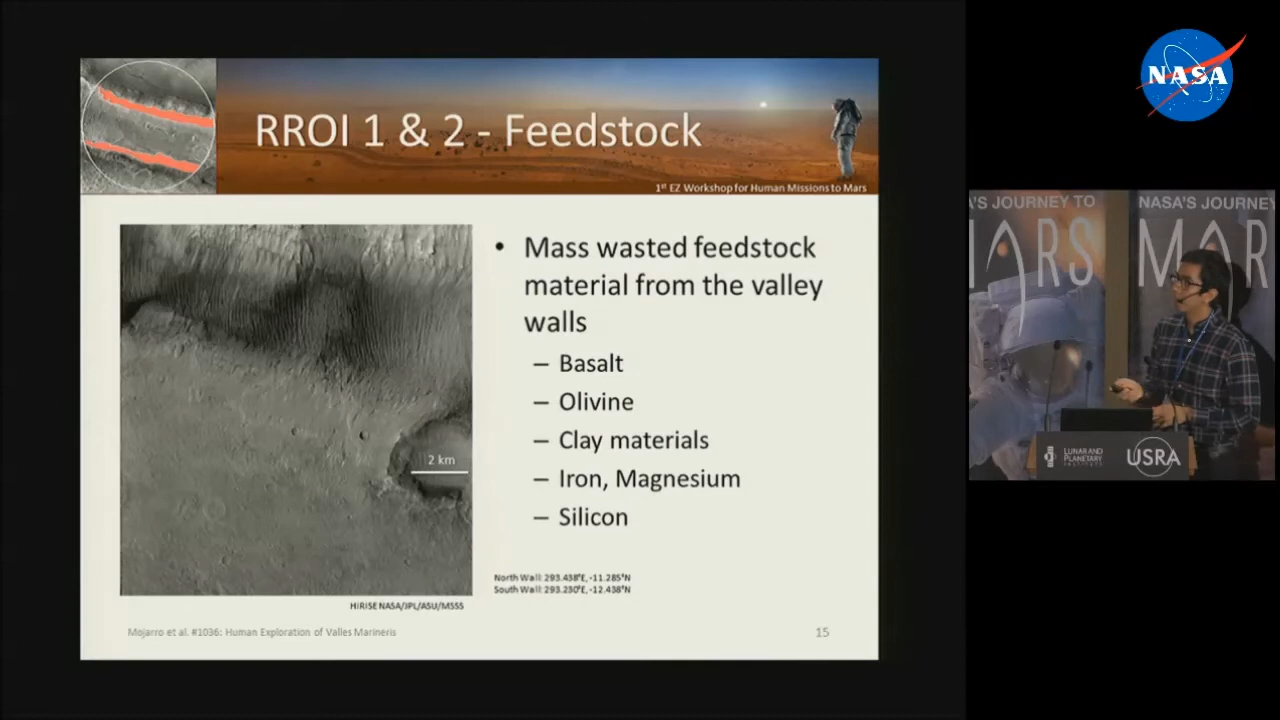 RROI 1 & 2 - Feedstock
1st EZ Workshop for Human Missions to Mars
• Mass wasted feedstock
material from the valley
walls
– Basalt
– Olivine
– Clay materials
– Iron, Magnesium
– Silicon
2 km
North Wall: 293.438°E, -11.285°N
South Wall: 293.230°E, -12.438°N
HiRISE NASA/JPL/ASU/MSSS
Mojarro et al. #1036: Human Exploration of Valles Marineris
15
NASA
A'S JOURNEY TO
MARS
NASA'S JOURNEY
MAR
LUNAR AND
PLANETARY
INSTITUTE
USRA